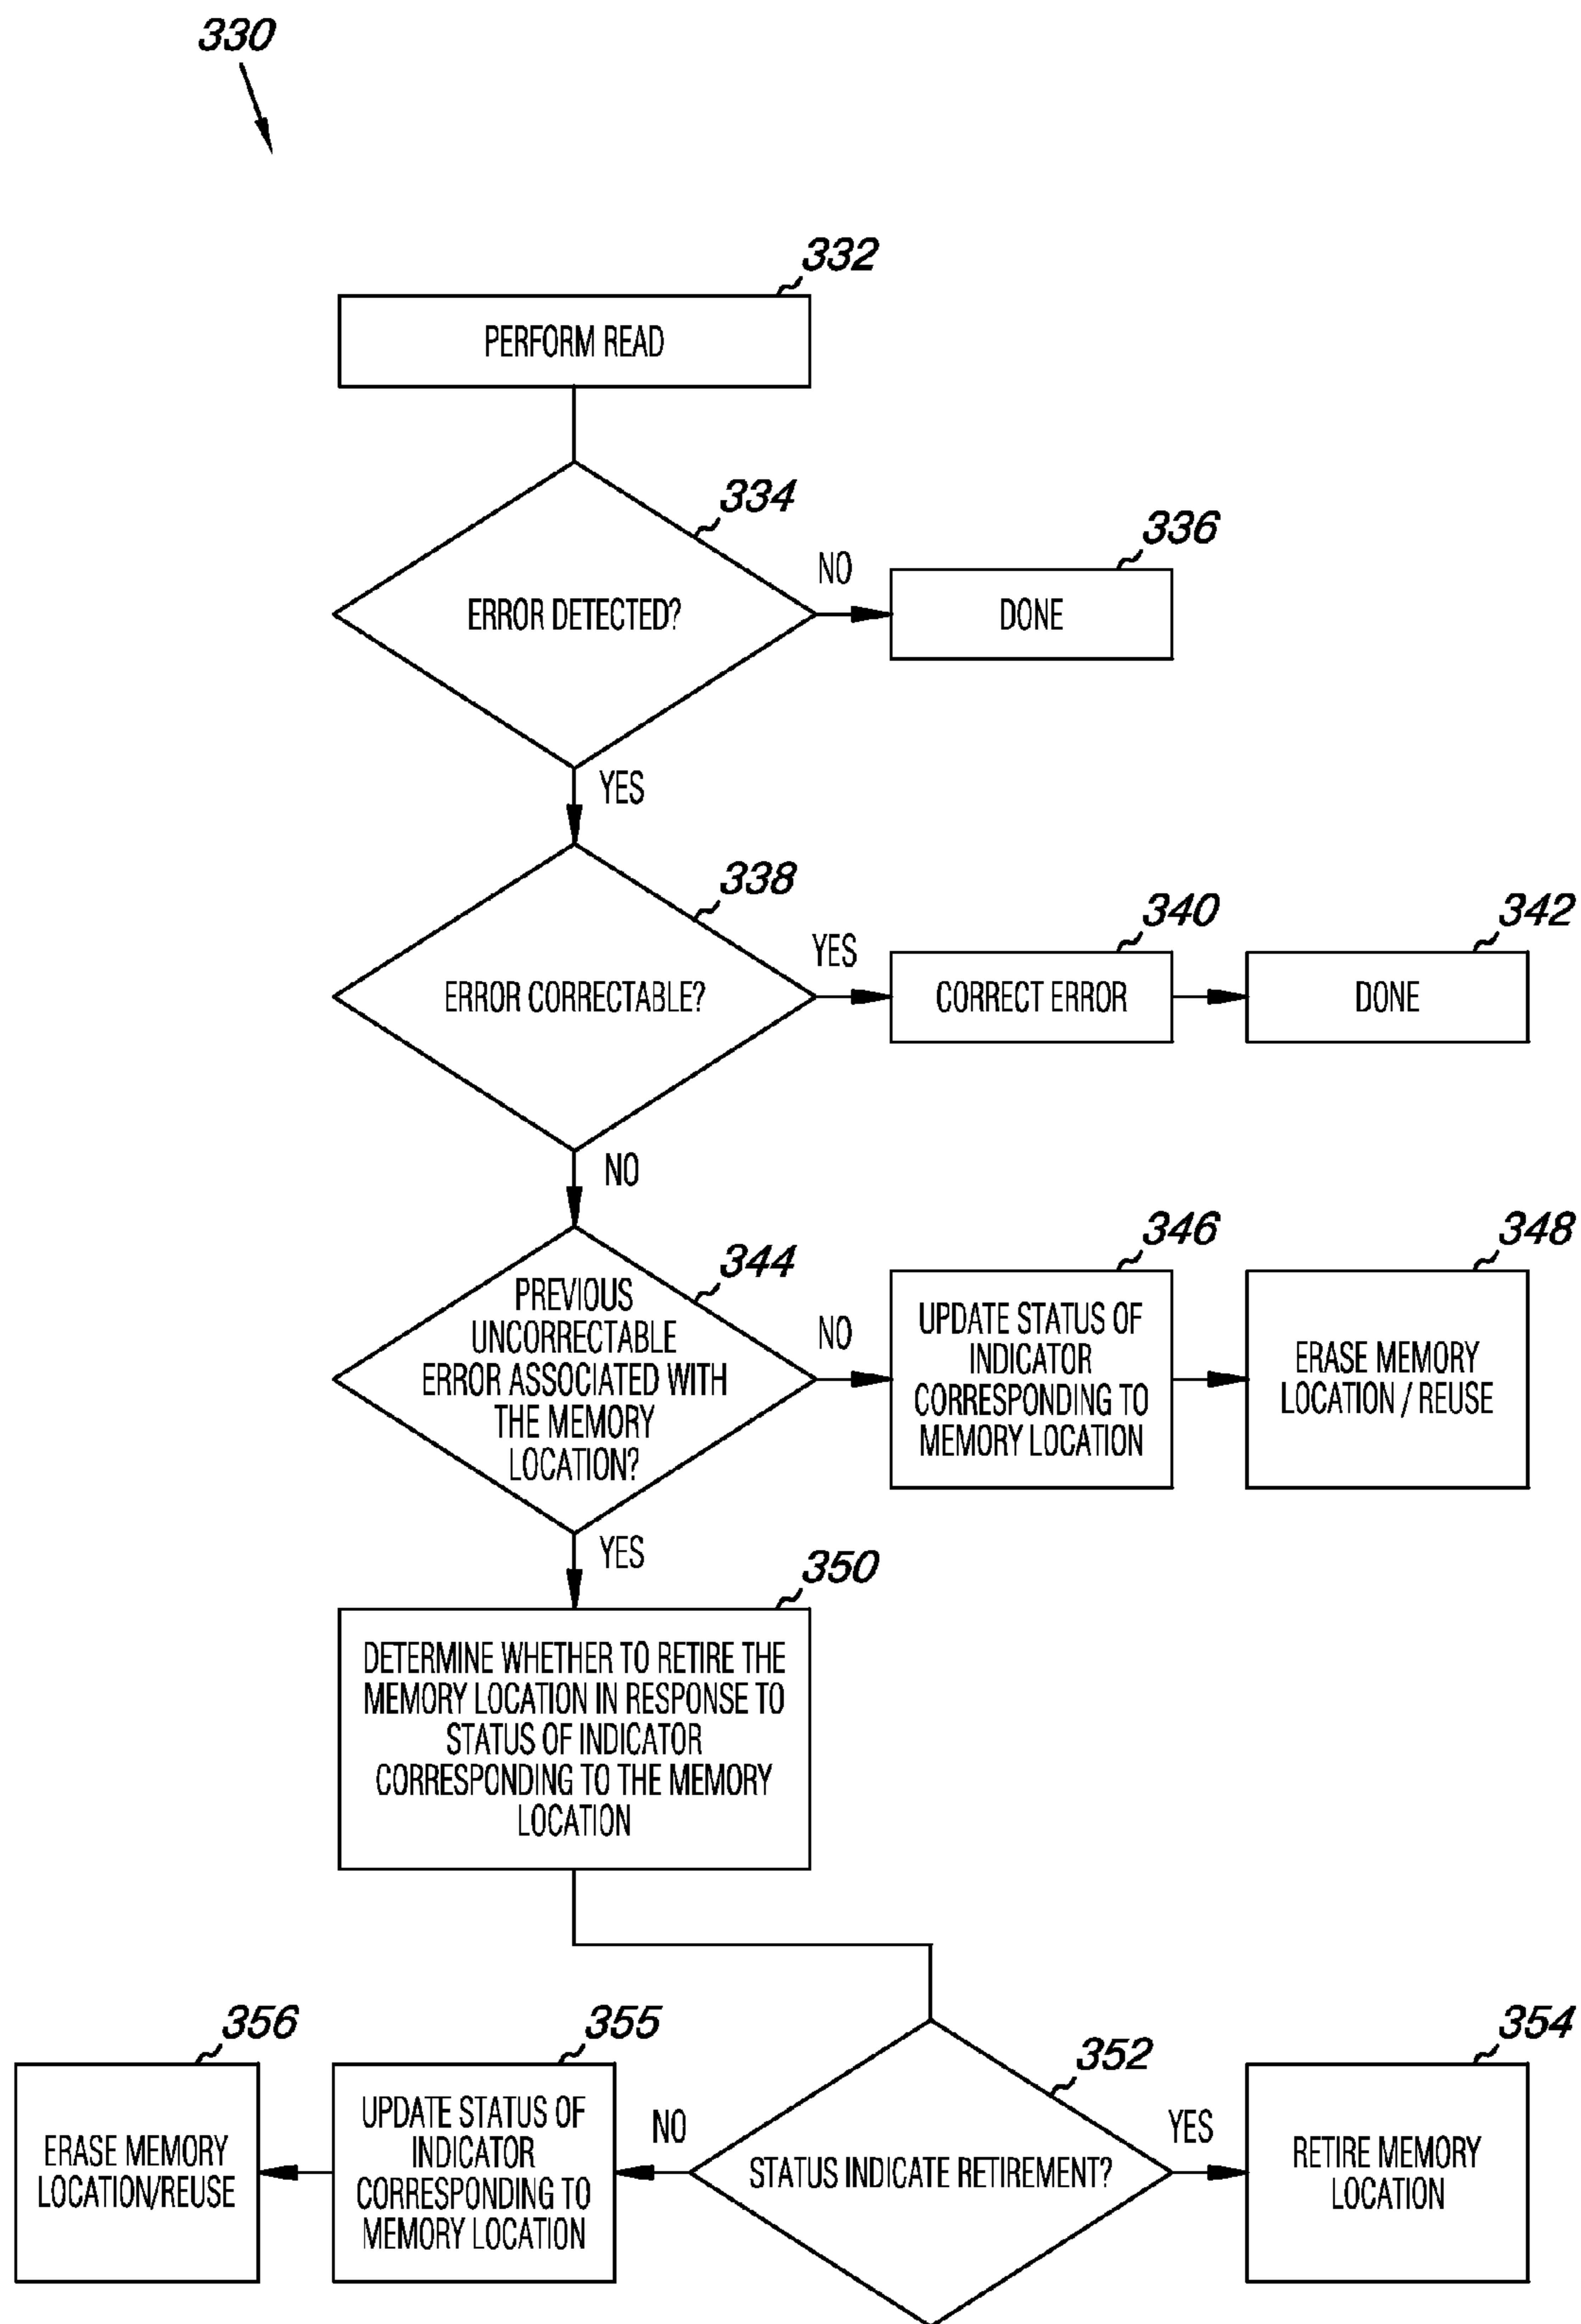 330
332
PERFORM READ
334
ERROR DETECTED?
NO
336
DONE
YES
338
ERROR CORRECTABLE?
YES
340
CORRECT ERROR
342
DONE
NO
344
PREVIOUS
UNCORRECTABLE
ERROR ASSOCIATED WITH
THE MEMORY
LOCATION?
NO
346
UPDATE STATUS OF
INDICATOR
CORRESPONDING TO
MEMORY LOCATION
348
ERASE MEMORY
LOCATION / REUSE
YES
350
DETERMINE WHETHER TO RETIRE THE
MEMORY LOCATION IN RESPONSE TO
STATUS OF INDICATOR
CORRESPONDING TO THE MEMORY
LOCATION
356
ERASE MEMORY
LOCATION/REUSE
355
UPDATE STATUS OF
INDICATOR
CORRESPONDING TO
MEMORY LOCATION
NO
352
STATUS INDICATE RETIREMENT?
YES
354
RETIRE MEMORY
LOCATION